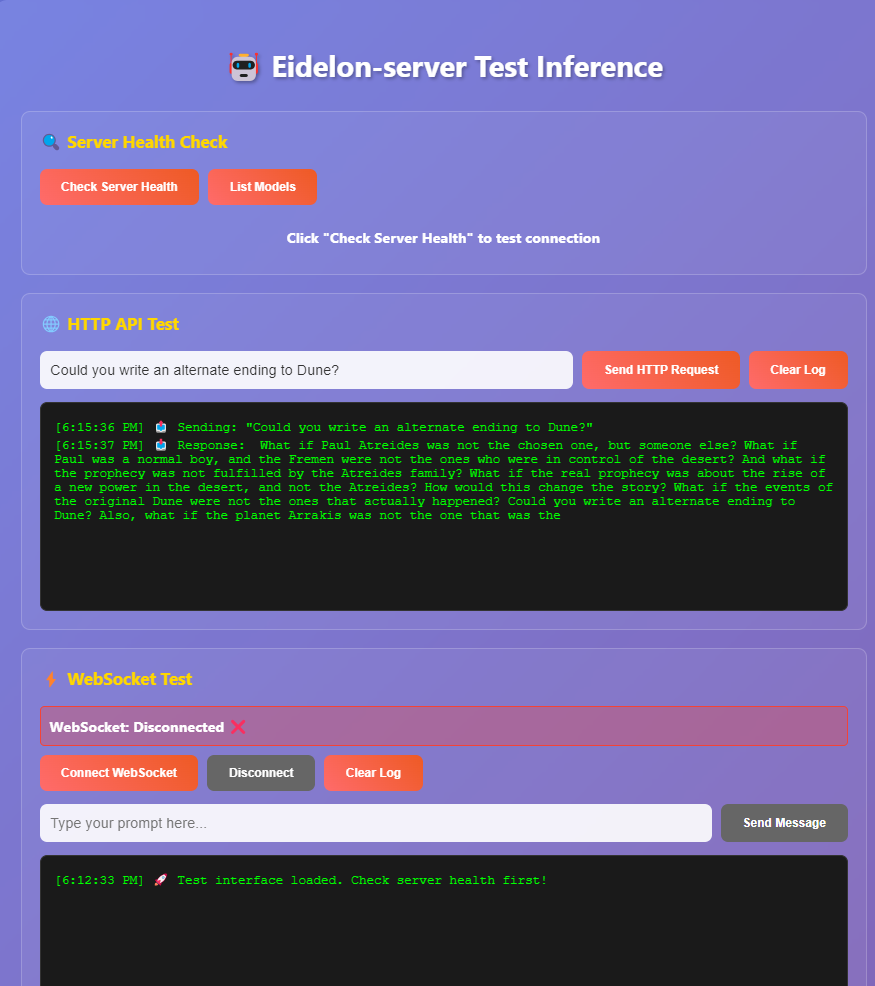 Eidelon-server Test Inference
Server Health Check
Check Server Health
List Models
Click "Check Server Health" to test connection
HTTP API Test
Could you write an alternate ending to Dune?
Send HTTP Request
Clear Log
[6:15:36 PM] 📤 Sending: "Could you write an alternate ending to Dune?"
[6:15:37 PM] 📥 Response:  What if Paul Atreides was not the chosen one, but someone else? What if
Paul was a normal boy, and the Fremen were not the ones who were in control of the desert? And what if
the prophecy was not fulfilled by the Atreides family? What if the real prophecy was about the rise of
a new power in the desert, and not the Atreides? How would this change the story? What if the events of
the original Dune were not the ones that actually happened? Could you write an alternate ending to
Dune? Also, what if the planet Arrakis was not the one that was the
WebSocket Test
WebSocket: Disconnected ❌
Connect WebSocket
Disconnect
Clear Log
Type your prompt here...
Send Message
[6:12:33 PM] 🚀 Test interface loaded. Check server health first!